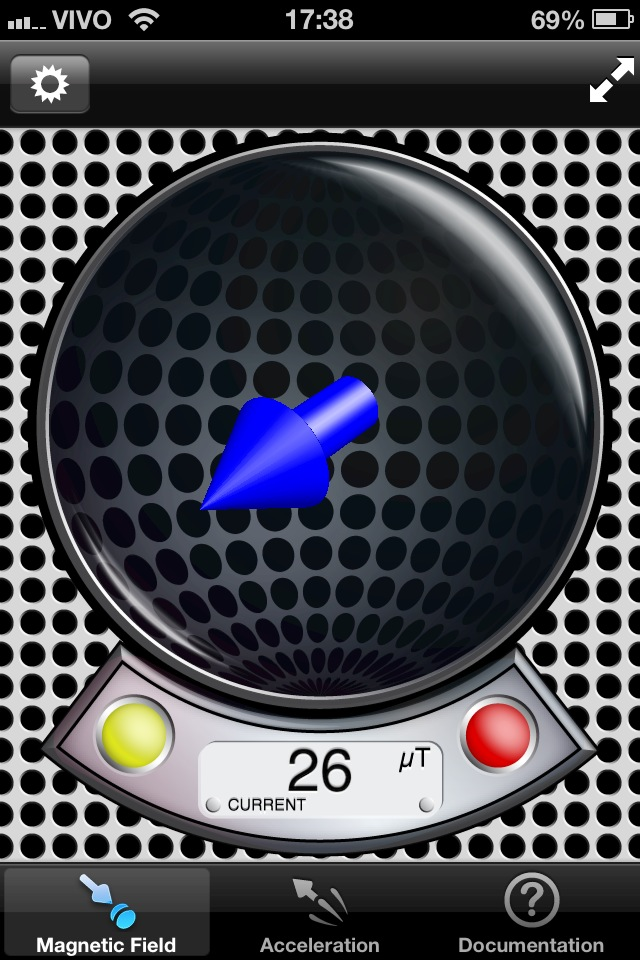 VIVO 17:38 69%
26 µT
CURRENT
Magnetic Field Acceleration Documentation